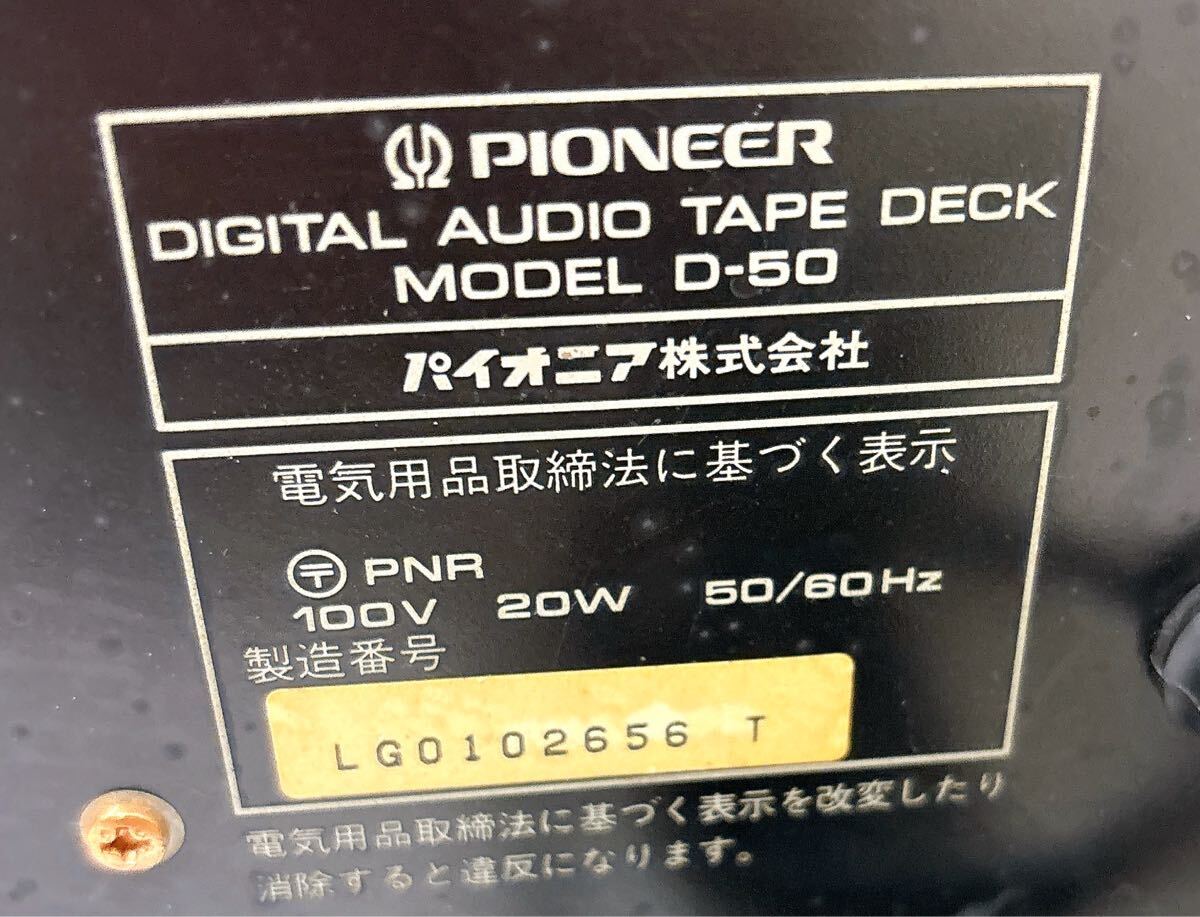 PIONEER
DIGITAL AUDIO TAPE DECK
MODEL D-50
パイオニア株式会社
電気用品取締法に基づく表示
〒 PNR
100V 20W 50/60Hz
製造番号
LG0102656 T
電気用品取締法に基づく表示を改変したり
消除すると違反になります。